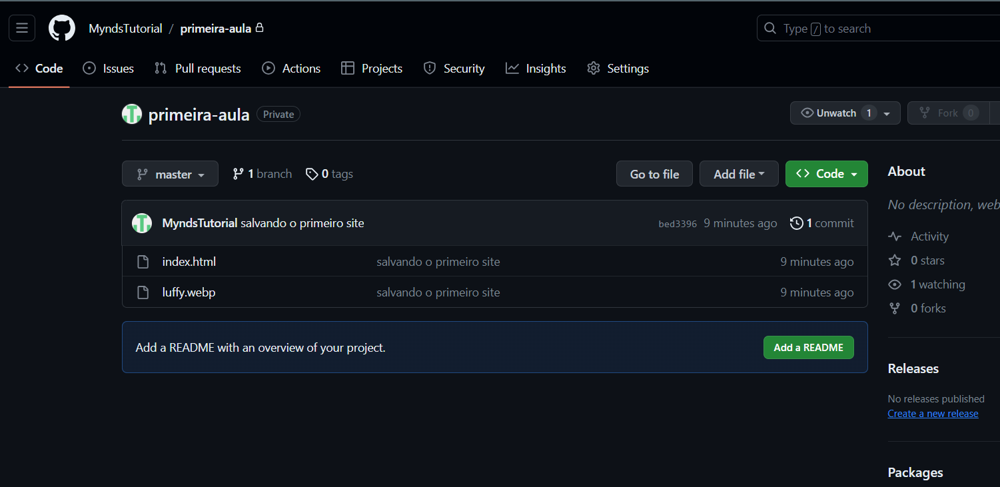 MyndsTutorial / primeira-aula
Type / to search
Code Issues Pull requests Actions Projects Security Insights Settings
primeira-aula Private
Unwatch 1 Fork 0
master 1 branch 0 tags Go to file Add file Code
About
No description, web
MyndsTutorial salvando o primeiro site bed3396 9 minutes ago 1 commit
index.html salvando o primeiro site 9 minutes ago
luffy.webp salvando o primeiro site 9 minutes ago
Activity
0 stars
1 watching
0 forks
Add a README with an overview of your project. Add a README
Releases
No releases published
Create a new release
Packages